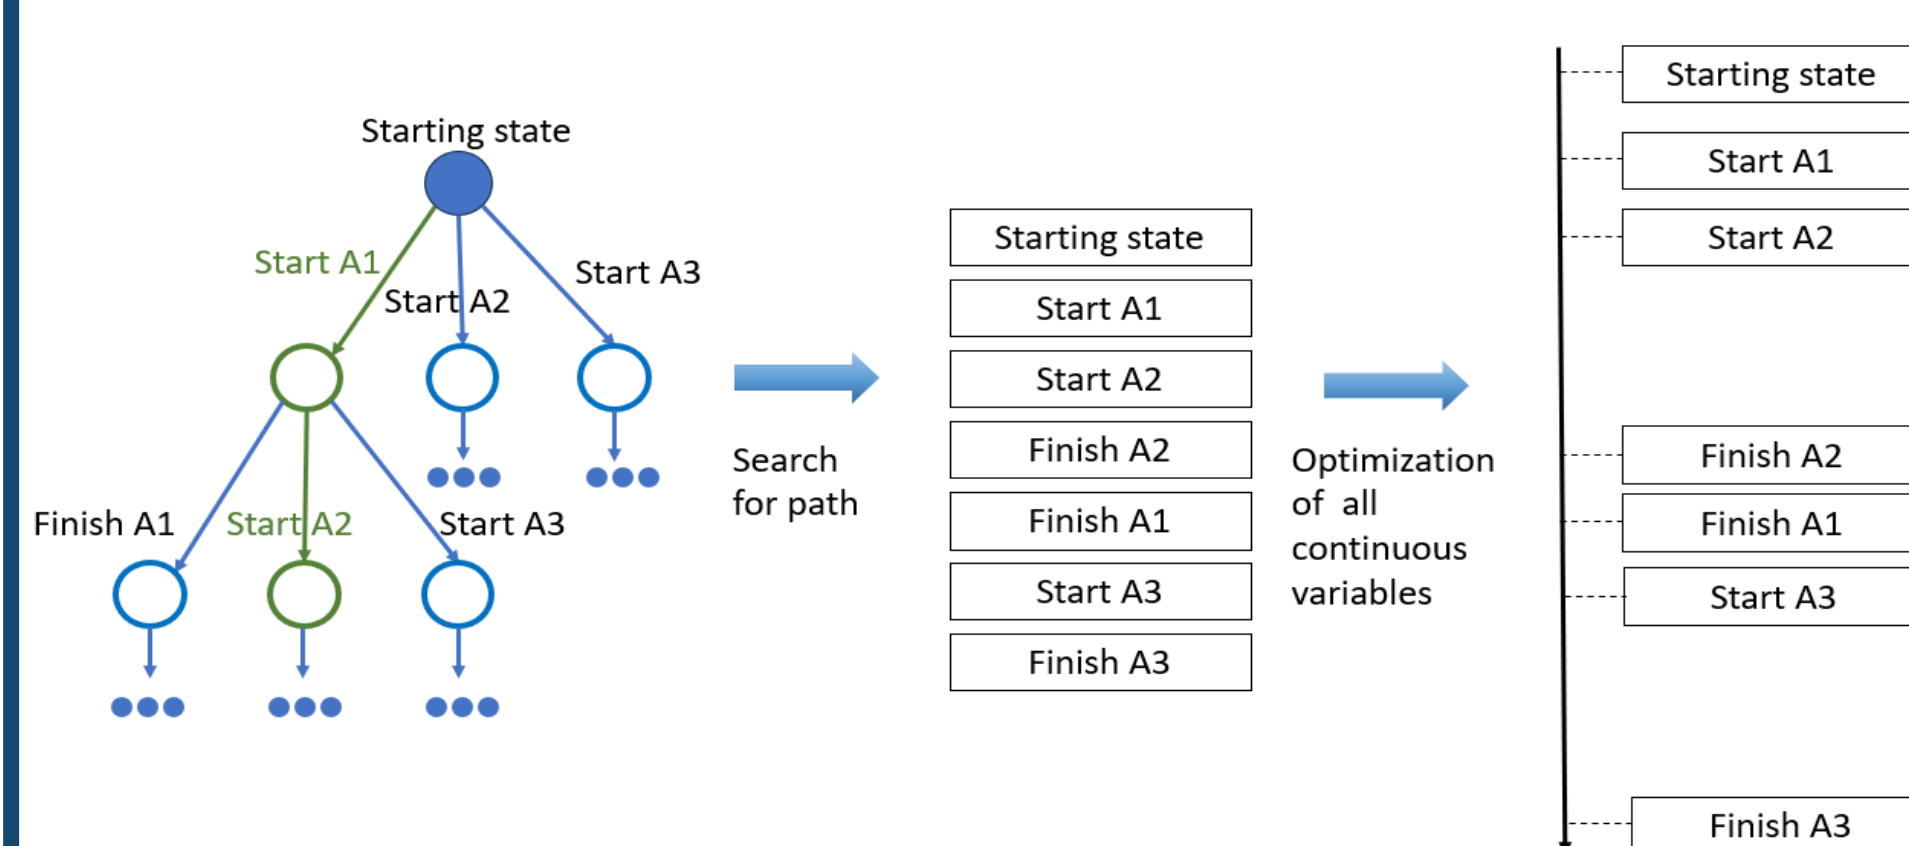 Starting state
Start A1
Start A2
Start A3
Finish A1
Start A2
Start A3
Search
for path
Starting state
Start A1
Start A2
Finish A2
Finish A1
Start A3
Finish A3
Optimization
of all
continuous
variables
Starting state
Start A1
Start A2
Finish A2
Finish A1
Start A3
Finish A3